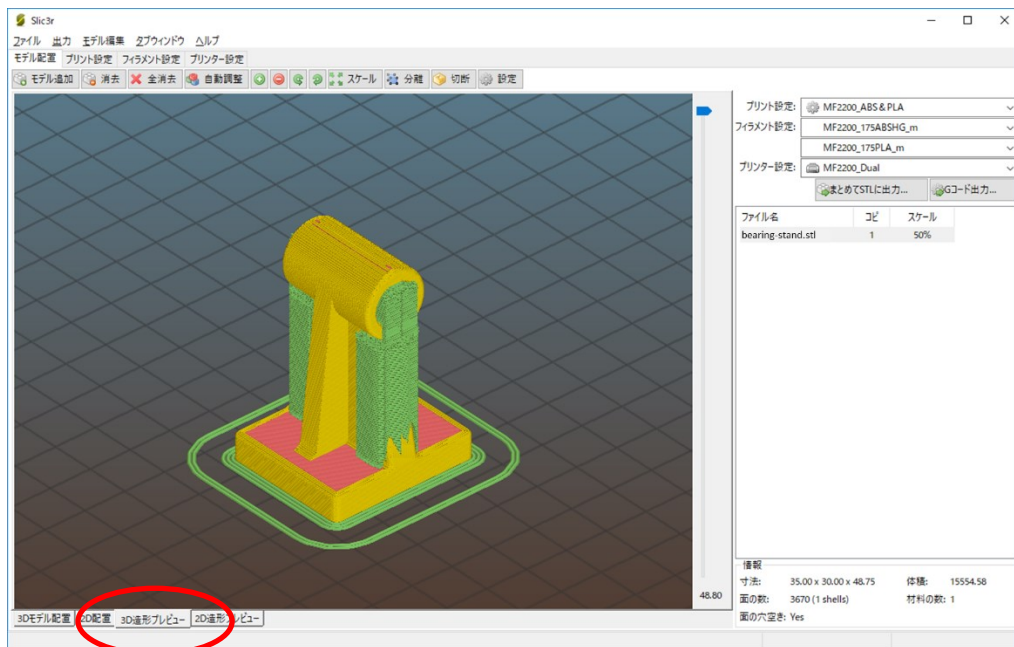 Slic3r
ファイル 出力 モデル編集 タブウィンドウ ヘルプ
モデル配置 プリント設定 フィラメント設定 プリンター設定
モデル追加 消去 全消去 自動調整 スケール 分離 切断 設定
プリント設定: MF2200_ABS & PLA
フィラメント設定: MF2200_175ABSHG_m
MF2200_175PLA_m
プリンター設定: MF2200_Dual
まとめてSTLに出力... Gコード出力...
ファイル名 コピ スケール
bearing-stand.stl 1 50%
48.80
情報
寸法: 35.00 x 30.00 x 48.75 体積: 15554.58
面の数: 3670 (1 shells) 材料の数: 1
面の穴空き: Yes
3Dモデル配置 2D配置 3D造形プレビュー 2D造形プレビュー